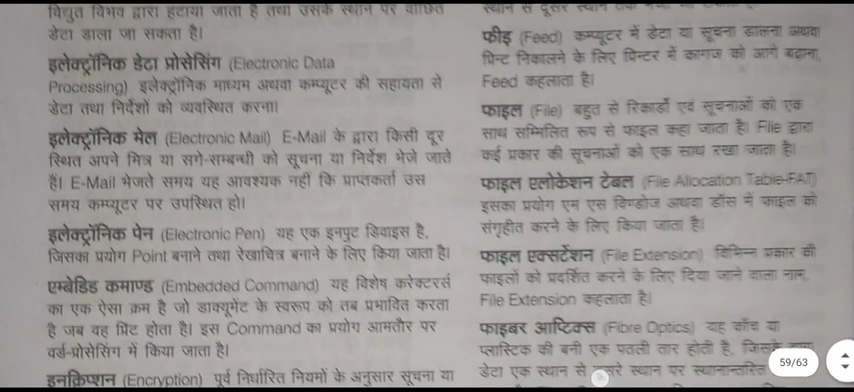 विद्युत विभव द्वारा हटाया जाता है तथा उसके स्थान पर वांछित
डेटा डाला जा सकता है।
इलेक्ट्रॉनिक डेटा प्रोसेसिंग (Electronic Data
Processing) इलेक्ट्रॉनिक माध्यम अथवा कम्प्यूटर की सहायता से
डेटा तथा निर्देशों को व्यवस्थित करना।
इलेक्ट्रॉनिक मेल (Electronic Mail) E-Mail के द्वारा किसी दूर
स्थित अपने मित्र या सगे-सम्बन्धी को सूचना या निर्देश भेजे जाते
हैं। E-Mail भेजते समय यह आवश्यक नहीं कि प्राप्तकर्ता उस
समय कम्प्यूटर पर उपस्थित हो।
इलेक्ट्रॉनिक पेन (Electronic Pen) यह एक इनपुट डिवाइस है,
जिसका प्रयोग Point बनाने तथा रेखाचित्र बनाने के लिए किया जाता है।
एम्बेडिड कमाण्ड (Embedded Command) यह विशेष करेक्टरर्स
का एक ऐसा क्रम है जो डाक्यूमेंट के स्वरूप को तब प्रभावित करता
है जब वह प्रिंट होता है। इस Command का प्रयोग आमतौर पर
वर्ड-प्रोसेसिंग में किया जाता है।
इनक्रिप्शन (Encryption) पूर्व निर्धारित नियमों के अनुसार सूचना या
स्थान से दूसरे स्थान तक
फीड (Feed) कम्प्यूटर में डेटा या सूचना डालना अथवा
प्रिन्ट निकालने के लिए प्रिन्टर में कागज को आगे बढ़ाना,
Feed कहलाता है।
फाइल (File) बहुत से रिकार्डों एवं सूचनाओं को एक
साथ सम्मिलित रूप से फाइल कहा जाता है। File द्वारा
कई प्रकार की सूचनाओं को एक साथ रखा जाता है।
फाइल एलोकेशन टेबल (File Allocation Table-FAT)
इसका प्रयोग एम एस विण्डोज अथवा डॉस में फाइल को
संगृहीत करने के लिए किया जाता है।
फाइल एक्सटेंशन (File Extension) विभिन्न प्रकार की
फाइलों को प्रदर्शित करने के लिए दिया जाने वाला नाम,
File Extension कहलाता है।
फाइबर आप्टिक्स (Fibre Optics) यह काँच या
प्लास्टिक की बनी एक पतली तार होती है, जिसके
डेटा एक स्थान से दूसरे स्थान पर स्थानान्तरित
59/63